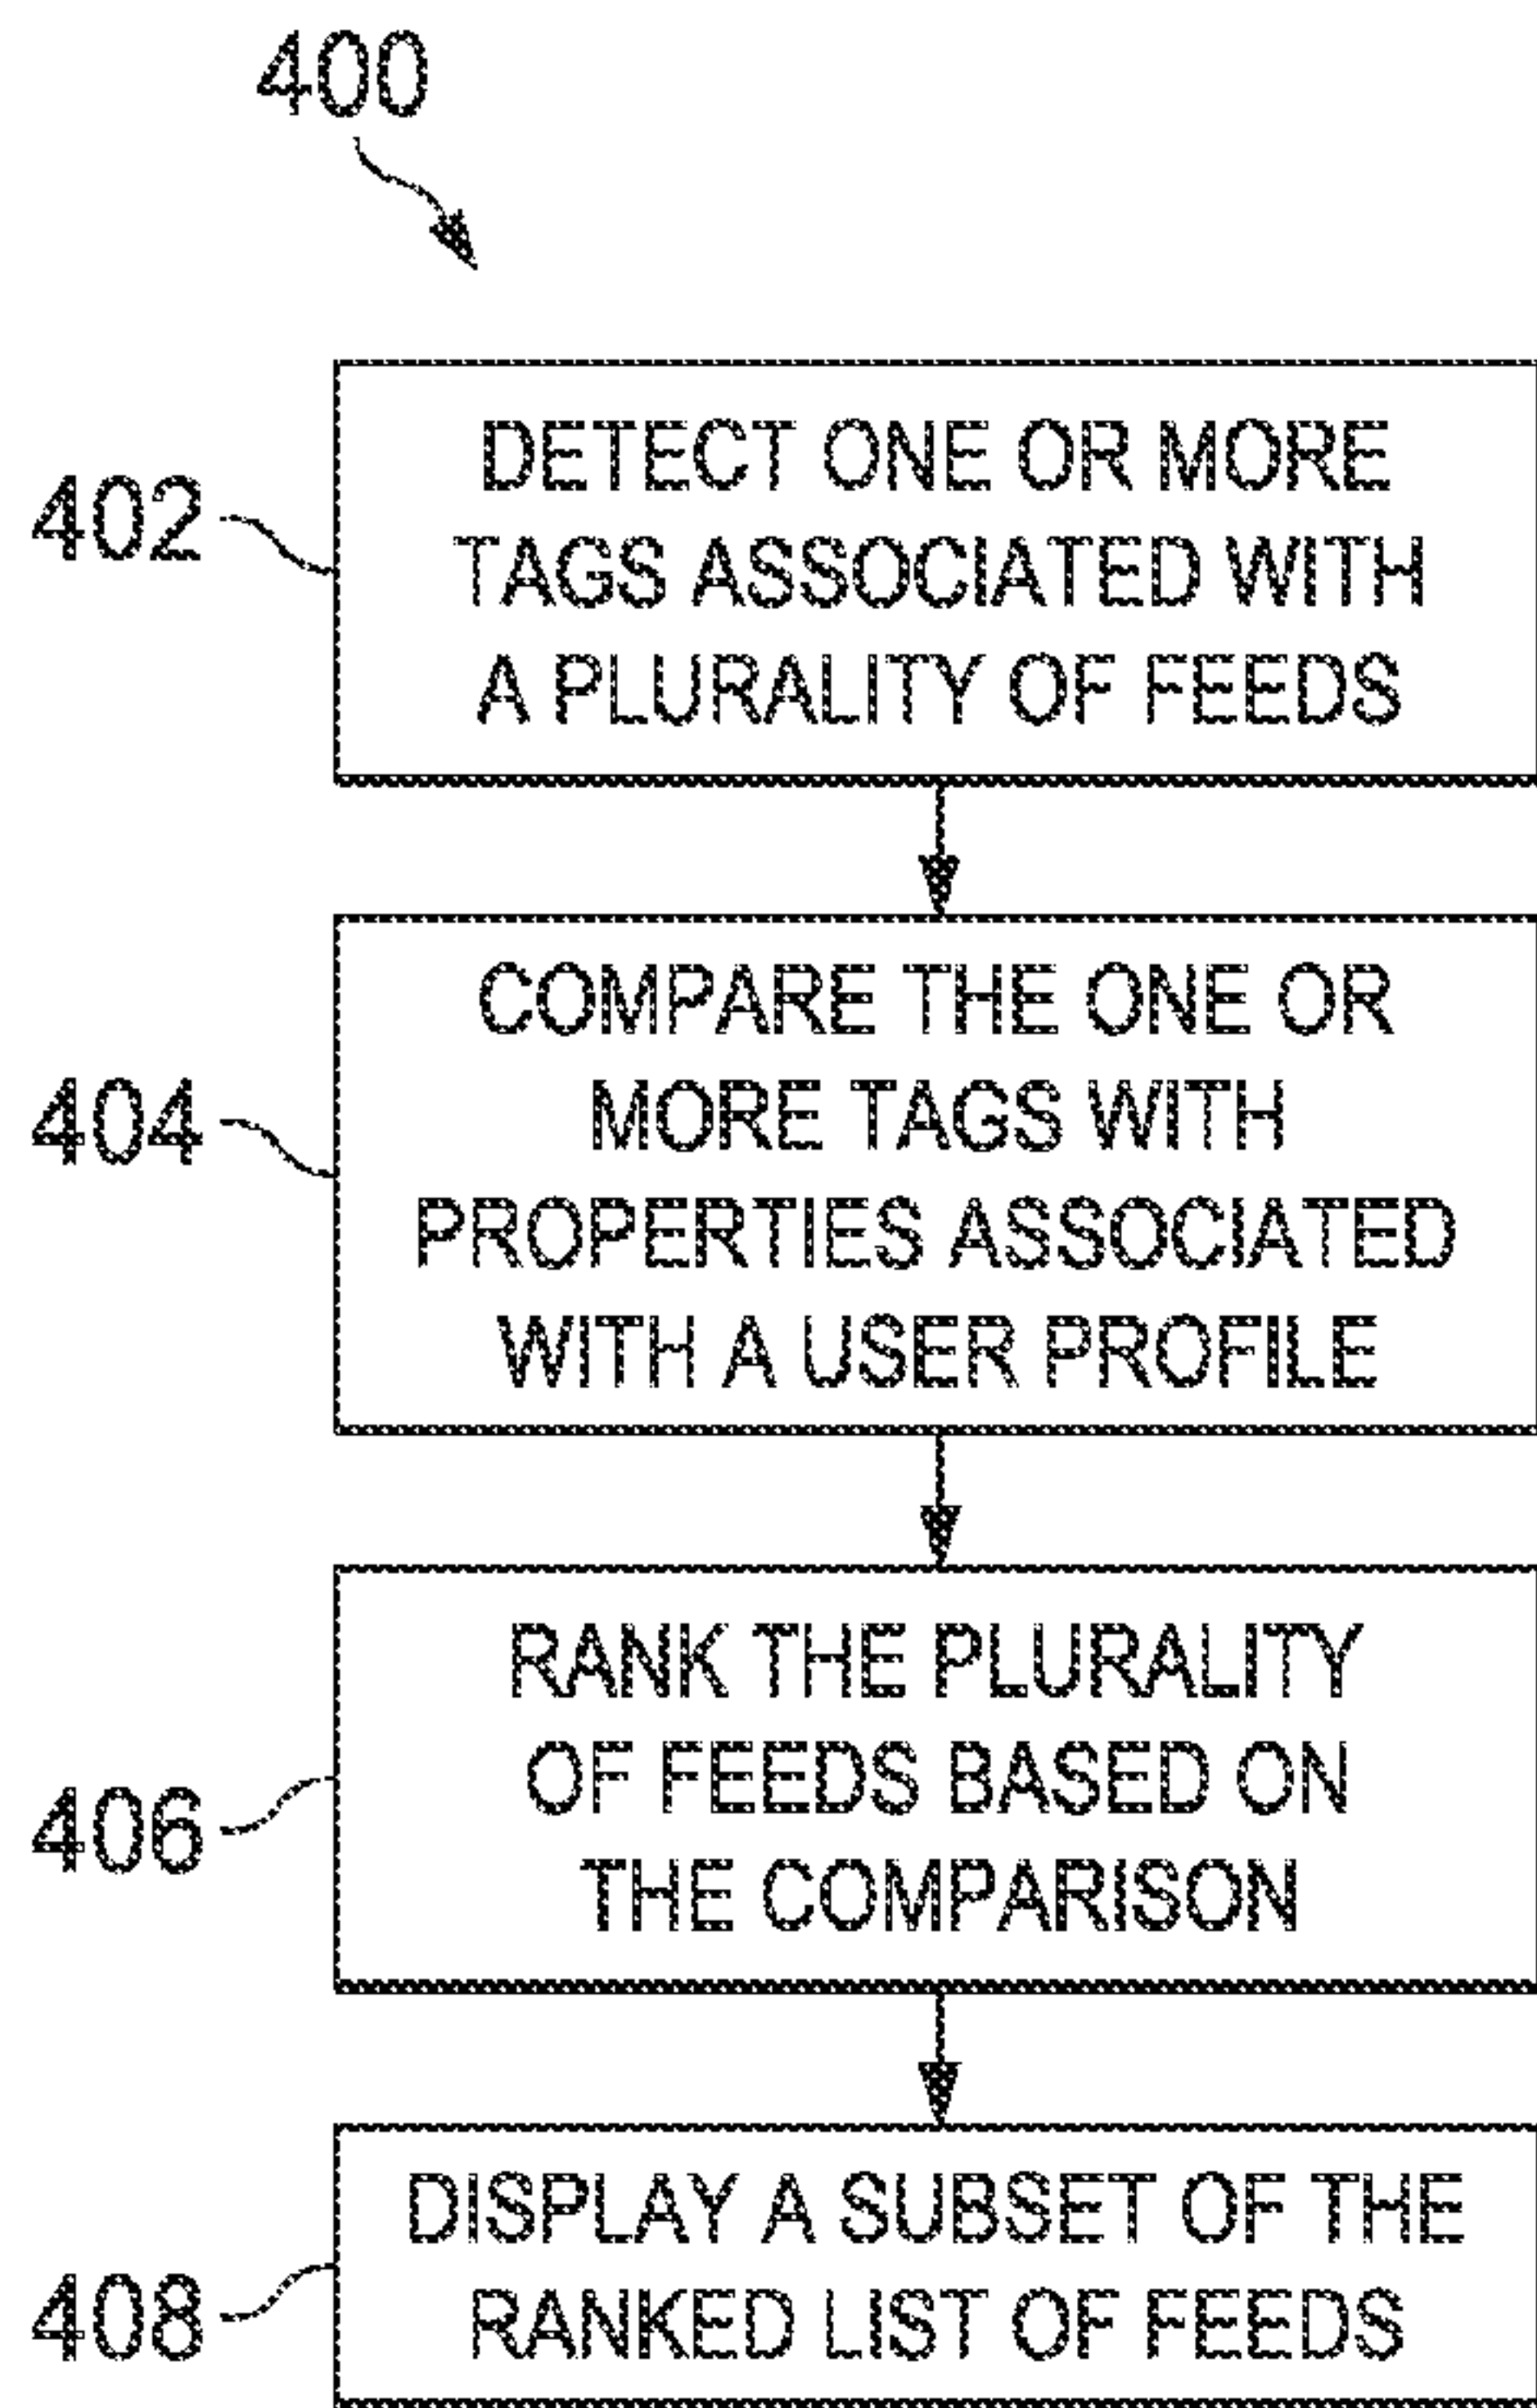 400
402
DETECT ONE OR MORE
TAGS ASSOCIATED WITH
A PLURALITY OF FEEDS
404
COMPARE THE ONE OR
MORE TAGS WITH
PROPERTIES ASSOCIATED
WITH A USER PROFILE
406
RANK THE PLURALITY
OF FEEDS BASED ON
THE COMPARISON
408
DISPLAY A SUBSET OF THE
RANKED LIST OF FEEDS